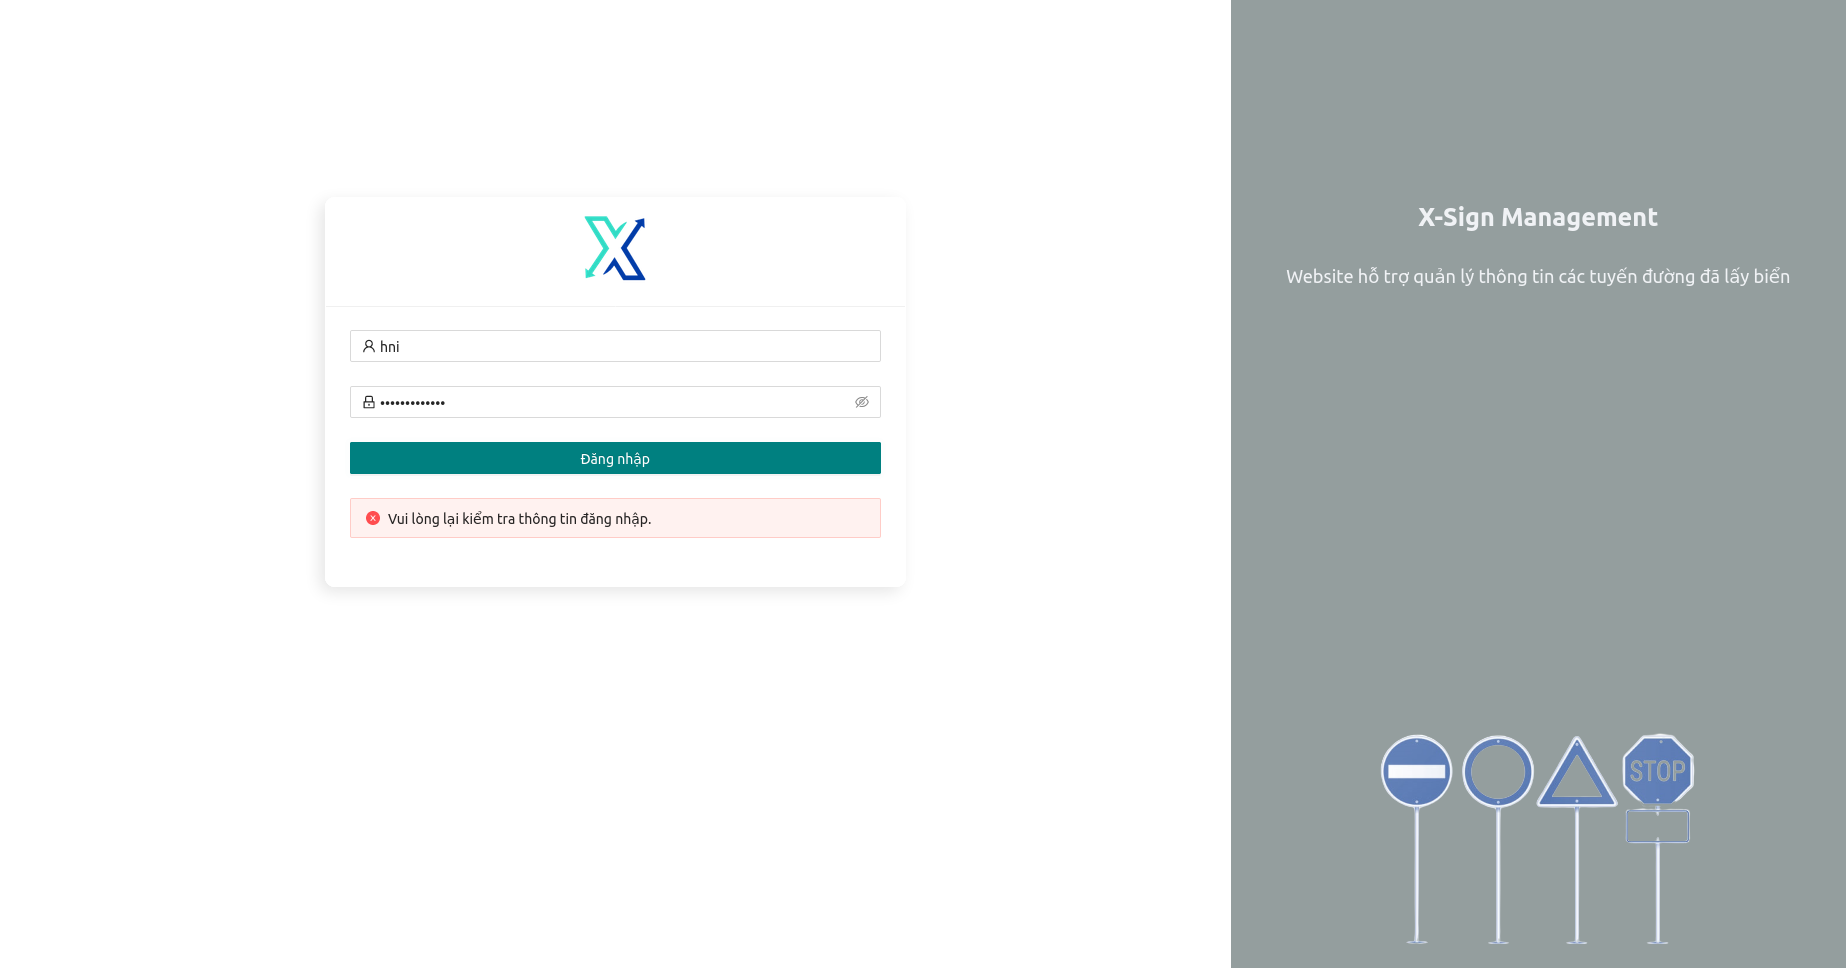 hni
•••••••••••••
Đăng nhập
Vui lòng lại kiểm tra thông tin đăng nhập.
X-Sign Management
Website hỗ trợ quản lý thông tin các tuyến đường đã lấy biển
STOP